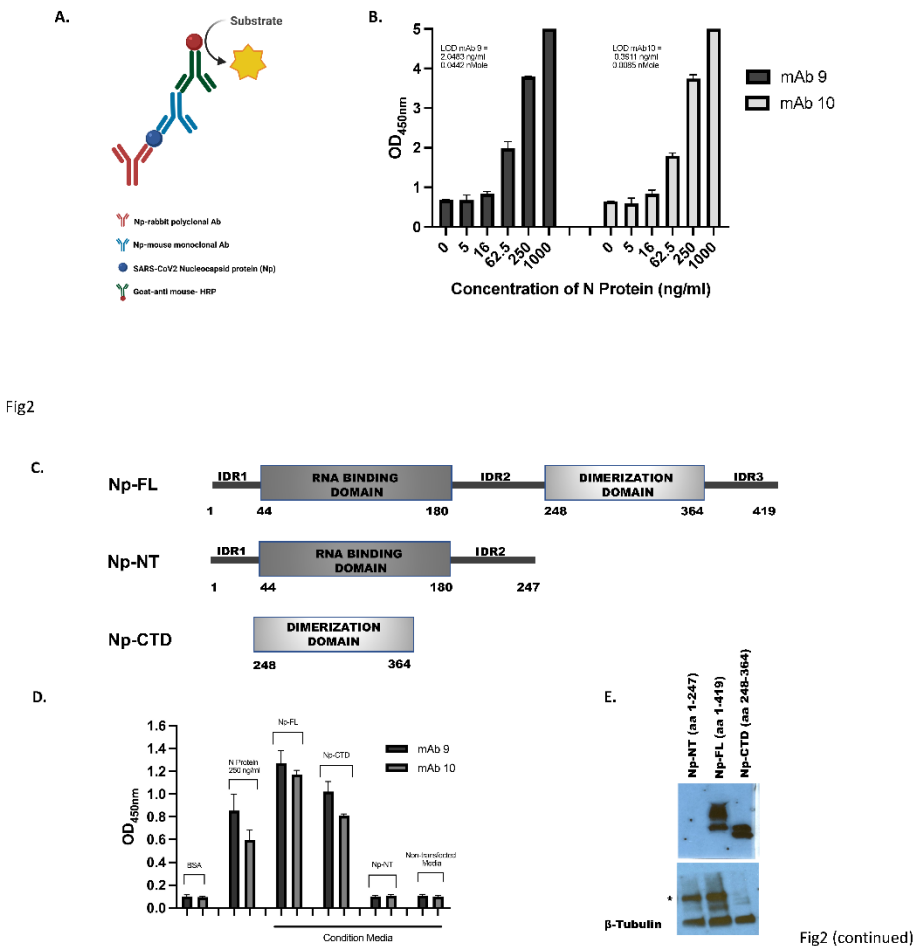 A.
Substrate
Np-rabbit polyclonal Ab
Np-mouse monoclonal Ab
SARS-CoV2 Nucleocapsid protein (Np)
Goat-anti mouse- HRP
B.
OD450nm
5
4
3
2
1
0
LOD mAb 9 =
2.0483 ng/ml
0.0442 nMole
LOD mAb10 =
0.3911 ng/ml
0.0085 nMole
mAb 9
mAb 10
0 5 16 62.5 250 1000 0 5 16 62.5 250 1000
Concentration of N Protein (ng/ml)
Fig2
C.
Np-FL
IDR1 RNA BINDING DOMAIN IDR2 DIMERIZATION DOMAIN IDR3
1 44 180 248 364 419
Np-NT
IDR1 RNA BINDING DOMAIN IDR2
1 44 180 247
Np-CTD
DIMERIZATION
DOMAIN
248 364
D.
OD450nm
1.6
1.4
1.2
1.0
0.8
0.6
0.4
0.2
0.0
BSA
N Protein
250 ng/ml
Np-FL
Np-CTD
Np-NT
Non-transfected
Media
mAb 9
mAb 10
Condition Media
E.
Np-NT (aa 1-247)
Np-FL (aa 1-419)
Np-CTD (aa 248-364)
*
β-Tubulin
Fig2 (continued)